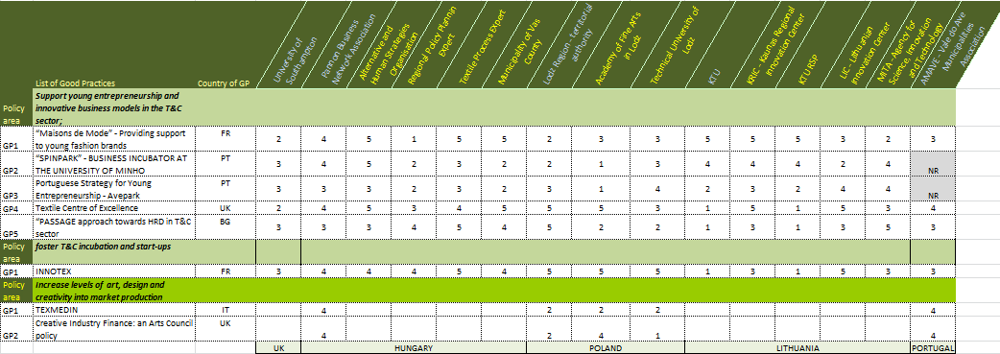 List of Good Practices
Country of GP
University of
Southampton
Pannon Business
Network Association
Alternative and
Human Strategies
Organisation
Regional Policy Plannin
Expert
Textile Process Expert
Municipality of Vas
County
Lodz Region - territorial
authority
Academy of Fine Arts
in Lodz
Technical University of
Lodz
KTU
KRIC - Kaunas Regional
Innovation Center
KTU RSP
LIC - Lithuanian
Innovation Center
MITA - Agency for
Science, Innovation
and Technology
AMAVE - Vale do Ave
Municipalities
Association
Policy area
Support young entrepreneurship and
innovative business models in the T&C
sector;
GP1 "Maisons de Mode" - Providing support
to young fashion brands FR 2 4 5 1 5 5 2 3 3 5 5 5 3 2 3
GP2 "SPINPARK" - BUSINESS INCUBATOR AT
THE UNIVERSITY OF MINHO PT 3 4 5 2 3 2 2 1 3 4 4 4 2 4 NR
GP3 Portuguese Strategy for Young
Entrepreneurship - Avepark PT 3 3 3 2 3 2 3 1 4 2 3 2 4 4 NR
GP4 Textile Centre of Excellence UK 2 4 5 3 4 5 5 5 3 1 5 1 5 3 4
GP5 "PASSAGE approach towards HRD in T&C
sector BG 3 3 3 4 5 4 5 2 2 1 3 1 3 5 3
Policy area
foster T&C incubation and start-ups
GP1 INNOTEX FR 3 4 4 4 5 4 5 5 5 1 3 1 5 3 3
Policy area
Increase levels of art, design and
creativity into market production
GP1 TEXMEDIN IT 4 2 2 2 4
GP2 Creative Industry Finance: an Arts Council
policy UK 4 2 4 1 4
UK HUNGARY POLAND LITHUANIA PORTUGAL